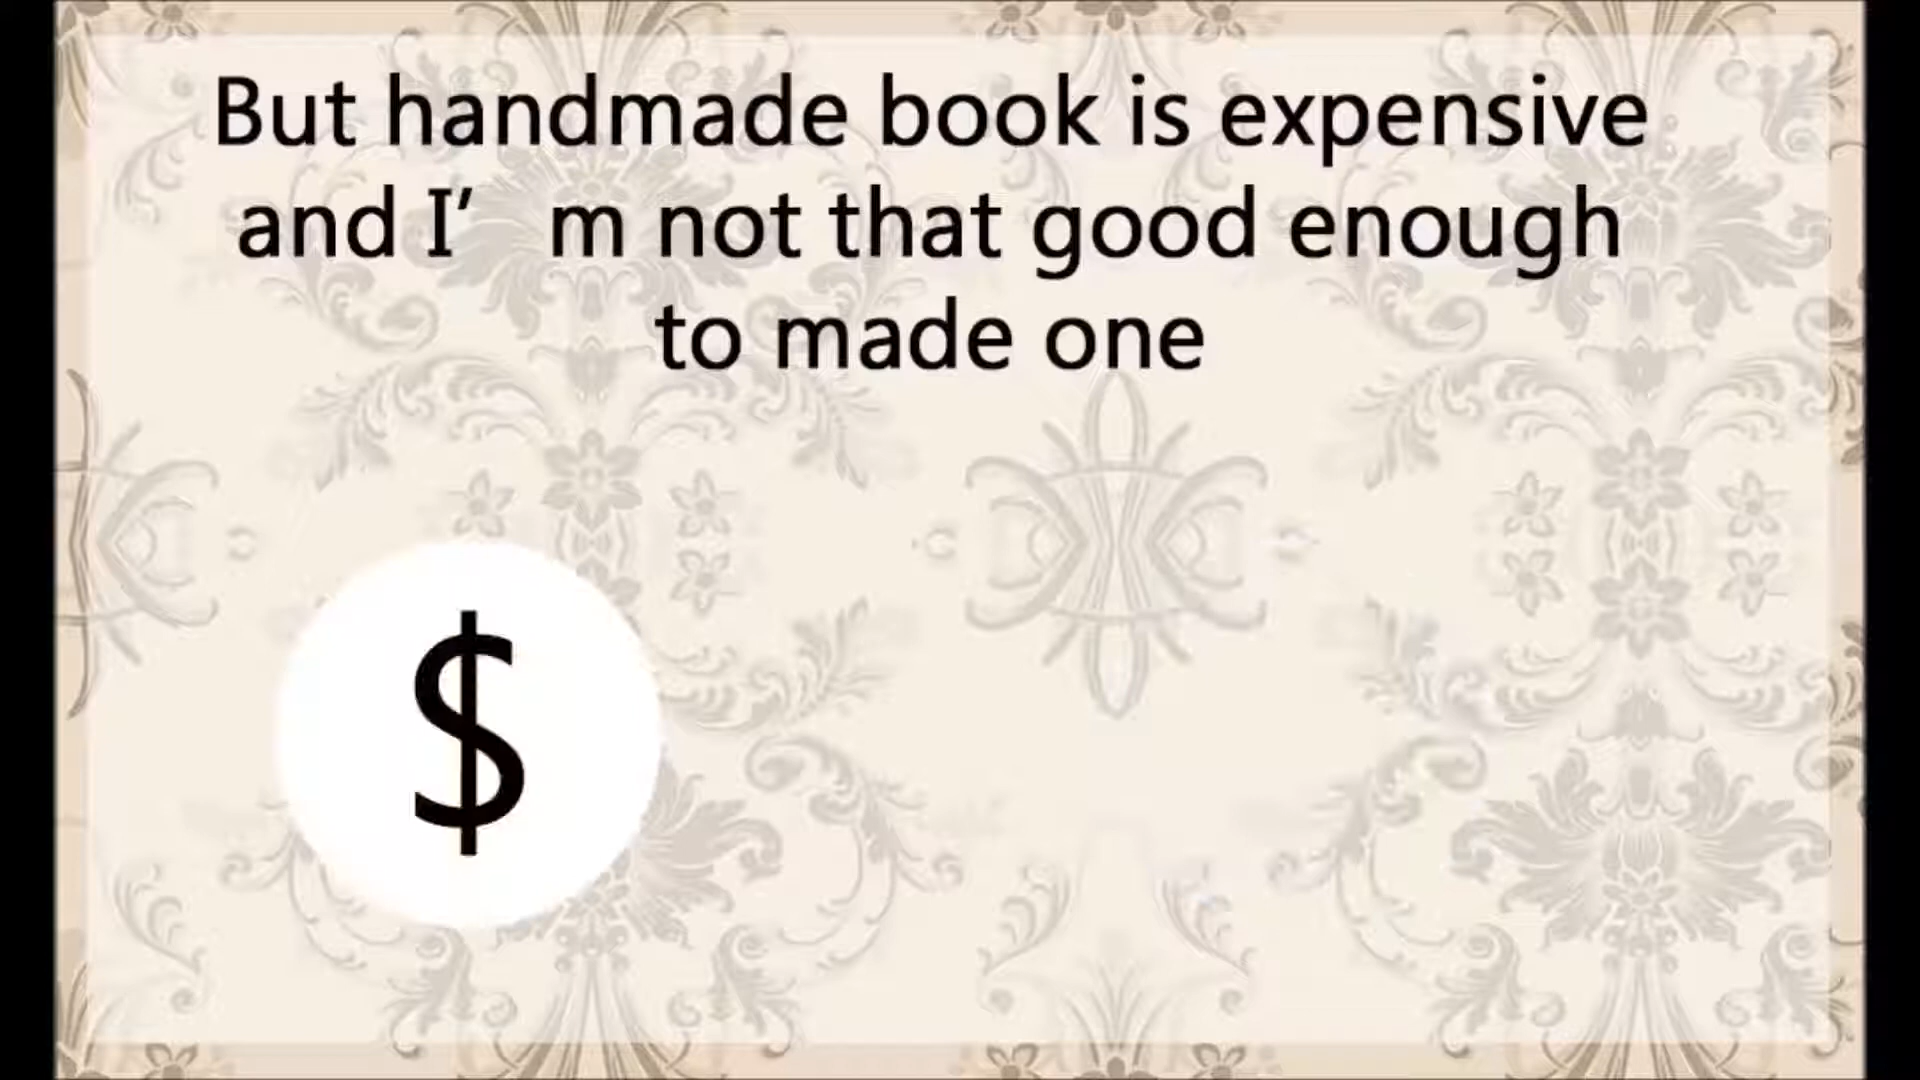 But handmade book is expensive
and I’ m not that good enough
to made one
$